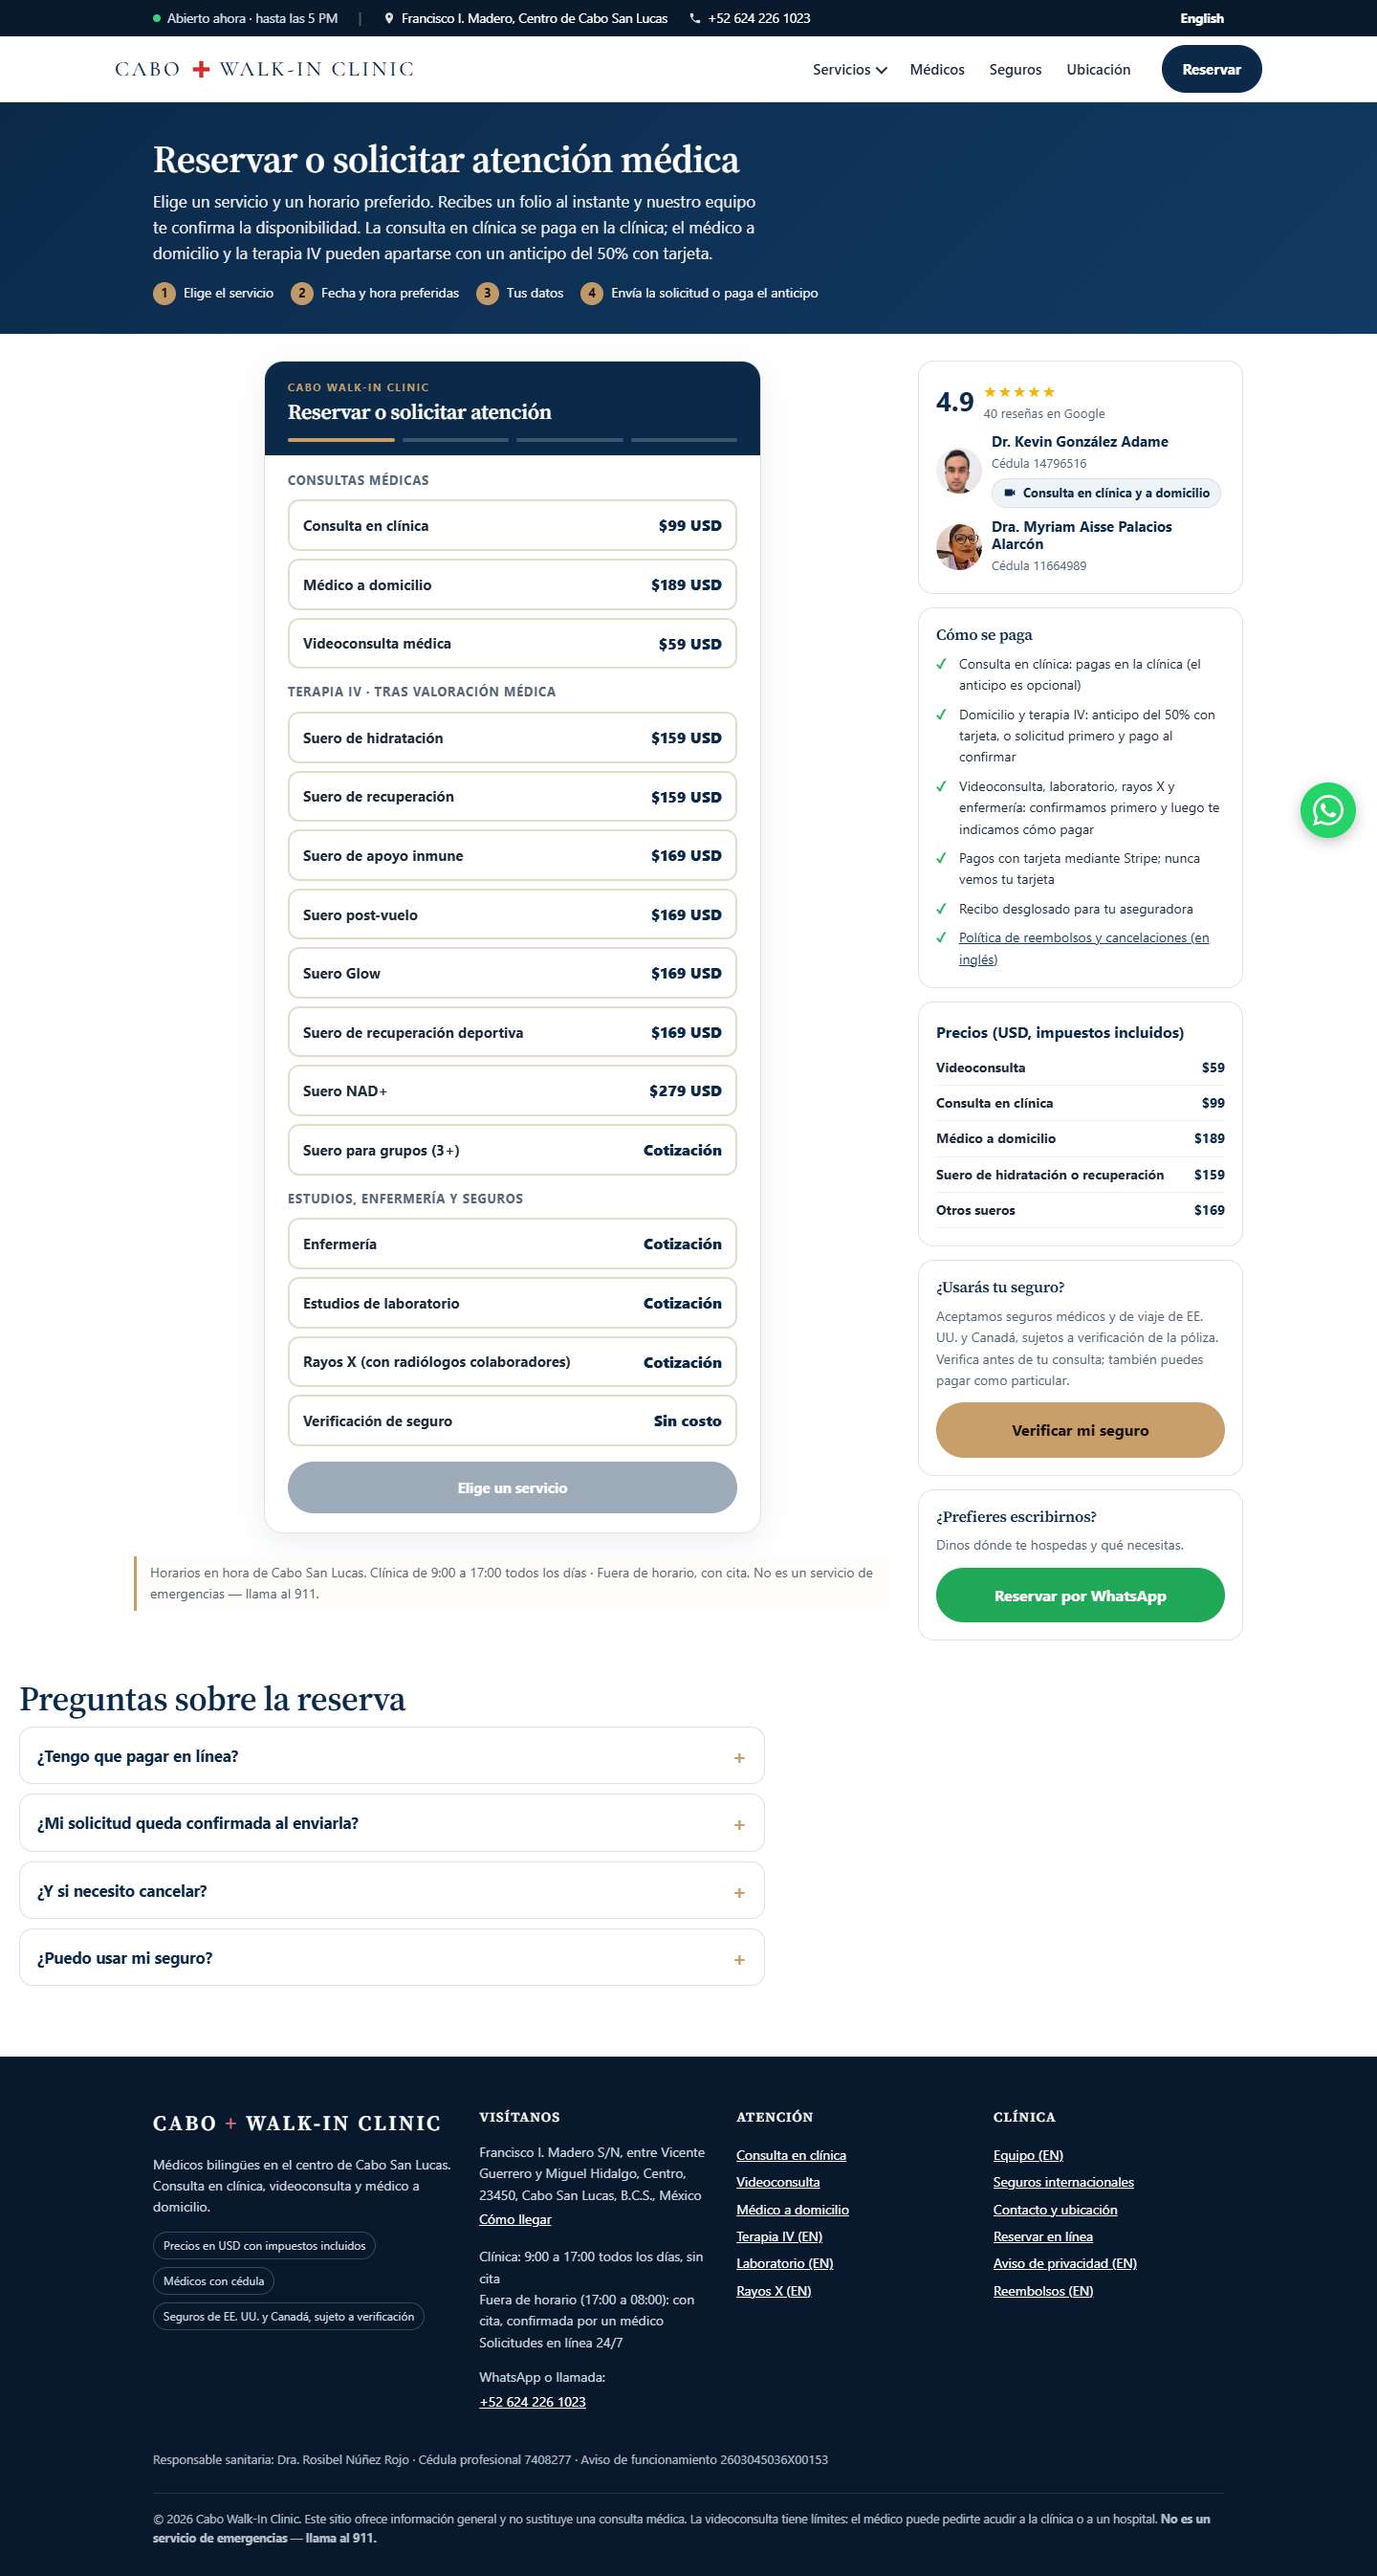 Abierto ahora · hasta las 5 PM | Francisco I. Madero, Centro de Cabo San Lucas +52 624 226 1023 English
CABO + WALK-IN CLINIC
Servicios Médicos Seguros Ubicación Reservar
Reservar o solicitar atención médica
Elige un servicio y un horario preferido. Recibes un folio al instante y nuestro equipo
te confirma la disponibilidad. La consulta en clínica se paga en la clínica; el médico a
domicilio y la terapia IV pueden apartarse con un anticipo del 50% con tarjeta.
1 Elige el servicio 2 Fecha y hora preferidas 3 Tus datos 4 Envía la solicitud o paga el anticipo
CABO WALK-IN CLINIC
Reservar o solicitar atención
CONSULTAS MÉDICAS
Consulta en clínica $99 USD
Médico a domicilio $189 USD
Videoconsulta médica $59 USD
TERAPIA IV · TRAS VALORACIÓN MÉDICA
Suero de hidratación $159 USD
Suero de recuperación $159 USD
Suero de apoyo inmune $169 USD
Suero post-vuelo $169 USD
Suero Glow $169 USD
Suero de recuperación deportiva $169 USD
Suero NAD+ $279 USD
Suero para grupos (3+) Cotización
ESTUDIOS, ENFERMERÍA Y SEGUROS
Enfermería Cotización
Estudios de laboratorio Cotización
Rayos X (con radiólogos colaboradores) Cotización
Verificación de seguro Sin costo
Elige un servicio
Horarios en hora de Cabo San Lucas. Clínica de 9:00 a 17:00 todos los días · Fuera de horario, con cita. No es un servicio de
emergencias — llama al 911.
4.9 ★★★★★
40 reseñas en Google
Dr. Kevin González Adame
Cédula 14796516
Consulta en clínica y a domicilio
Dra. Myriam Aisse Palacios
Alarcón
Cédula 11664989
Cómo se paga
✓ Consulta en clínica: pagas en la clínica (el
anticipo es opcional)
✓ Domicilio y terapia IV: anticipo del 50% con
tarjeta, o solicitud primero y pago al
confirmar
✓ Videoconsulta, laboratorio, rayos X y
enfermería: confirmamos primero y luego te
indicamos cómo pagar
✓ Pagos con tarjeta mediante Stripe; nunca
vemos tu tarjeta
✓ Recibo desglosado para tu aseguradora
✓ Política de reembolsos y cancelaciones (en
inglés)
Precios (USD, impuestos incluidos)
Videoconsulta $59
Consulta en clínica $99
Médico a domicilio $189
Suero de hidratación o recuperación $159
Otros sueros $169
¿Usarás tu seguro?
Aceptamos seguros médicos y de viaje de EE.
UU. y Canadá, sujetos a verificación de la póliza.
Verifica antes de tu consulta; también puedes
pagar como particular.
Verificar mi seguro
¿Prefieres escribirnos?
Dinos dónde te hospedas y qué necesitas.
Reservar por WhatsApp
Preguntas sobre la reserva
¿Tengo que pagar en línea? +
¿Mi solicitud queda confirmada al enviarla? +
¿Y si necesito cancelar? +
¿Puedo usar mi seguro? +
CABO + WALK-IN CLINIC
Médicos bilingües en el centro de Cabo San Lucas.
Consulta en clínica, videoconsulta y médico a
domicilio.
Precios en USD con impuestos incluidos
Médicos con cédula
Seguros de EE. UU. y Canadá, sujeto a verificación
VISÍTANOS
Francisco I. Madero S/N, entre Vicente
Guerrero y Miguel Hidalgo, Centro,
23450, Cabo San Lucas, B.C.S., México
Cómo llegar
Clínica: 9:00 a 17:00 todos los días, sin
cita
Fuera de horario (17:00 a 08:00): con
cita, confirmada por un médico
Solicitudes en línea 24/7
WhatsApp o llamada:
+52 624 226 1023
ATENCIÓN
Consulta en clínica
Videoconsulta
Médico a domicilio
Terapia IV (EN)
Laboratorio (EN)
Rayos X (EN)
CLÍNICA
Equipo (EN)
Seguros internacionales
Contacto y ubicación
Reservar en línea
Aviso de privacidad (EN)
Reembolsos (EN)
Responsable sanitaria: Dra. Rosibel Núñez Rojo · Cédula profesional 7408277 · Aviso de funcionamiento 2603045036X00153
© 2026 Cabo Walk-In Clinic. Este sitio ofrece información general y no sustituye una consulta médica. La videoconsulta tiene límites: el médico puede pedirte acudir a la clínica o a un hospital. No es un
servicio de emergencias — llama al 911.